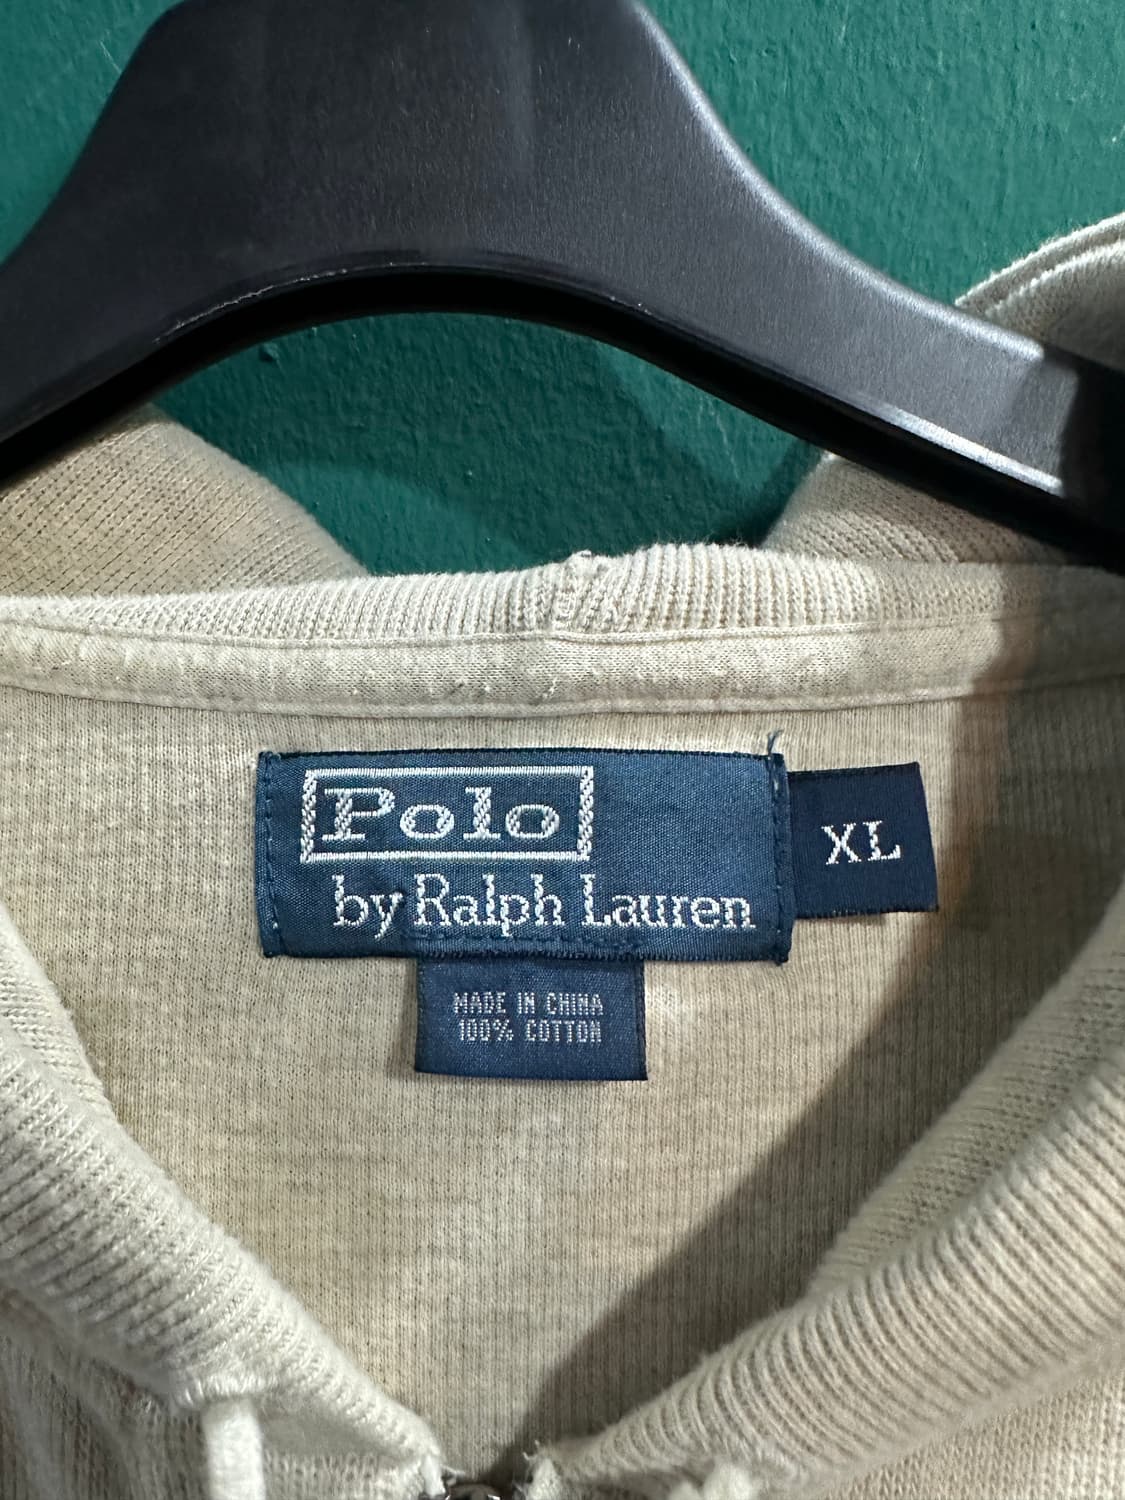 Polo
by Ralph Lauren
XL
MADE IN CHINA
100% COTTON